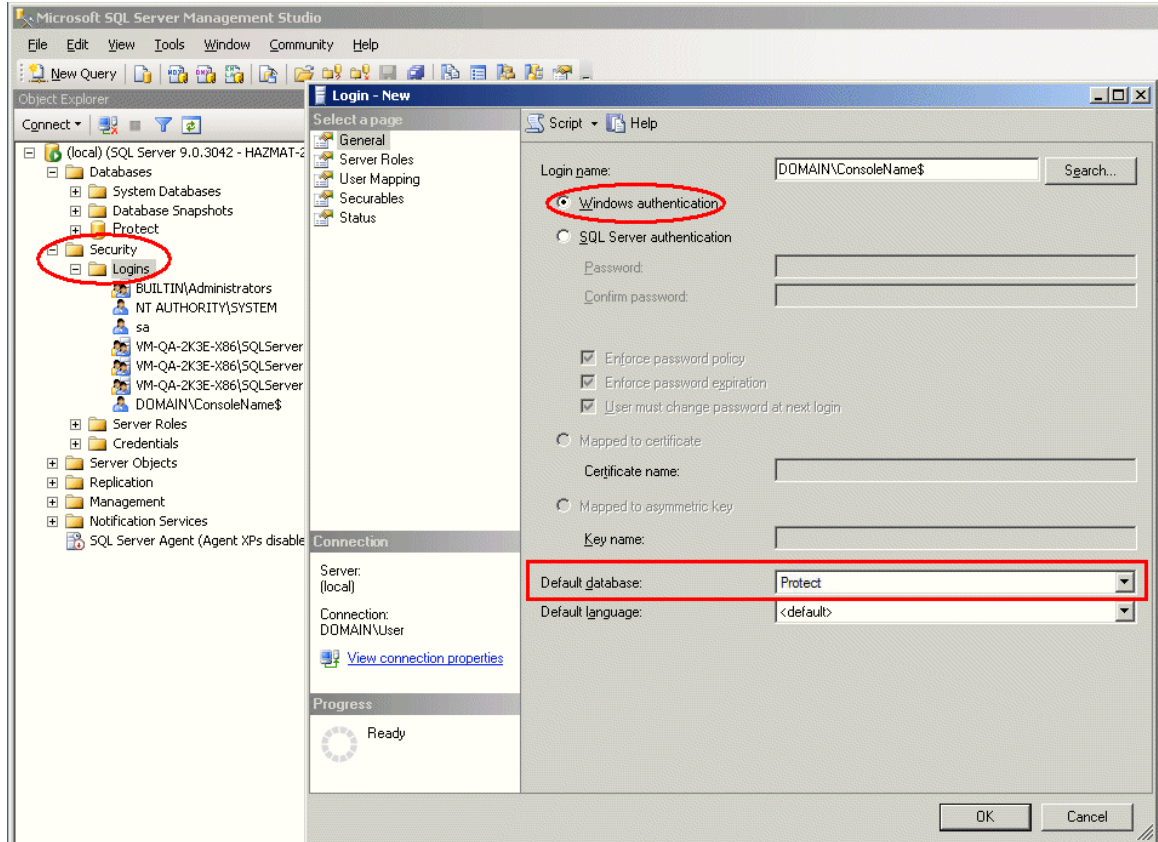 Microsoft SQL Server Management Studio
File Edit View Tools Window Community Help
New Query
Object Explorer
Connect
(local) (SQL Server 9.0.3042 - HAZMAT-2
Databases
System Databases
Database Snapshots
Protect
Security
Logins
BUILTIN\Administrators
NT AUTHORITY\SYSTEM
sa
VM-QA-2K3E-X86\SQLServer
VM-QA-2K3E-X86\SQLServer
VM-QA-2K3E-X86\SQLServer
DOMAIN\ConsoleName$
Server Roles
Credentials
Server Objects
Replication
Management
Notification Services
SQL Server Agent (Agent XPs disable
Login - New
Select a page
General
Server Roles
User Mapping
Securables
Status
Connection
Server:
(local)
Connection:
DOMAIN\User
View connection properties
Progress
Ready
Script Help
Login name: DOMAIN\ConsoleName$ Search...
Windows authentication
SQL Server authentication
Password:
Confirm password:
Enforce password policy
Enforce password expiration
User must change password at next login
Mapped to certificate
Certificate name:
Mapped to asymmetric key
Key name:
Default database: Protect
Default language: <default>
OK Cancel